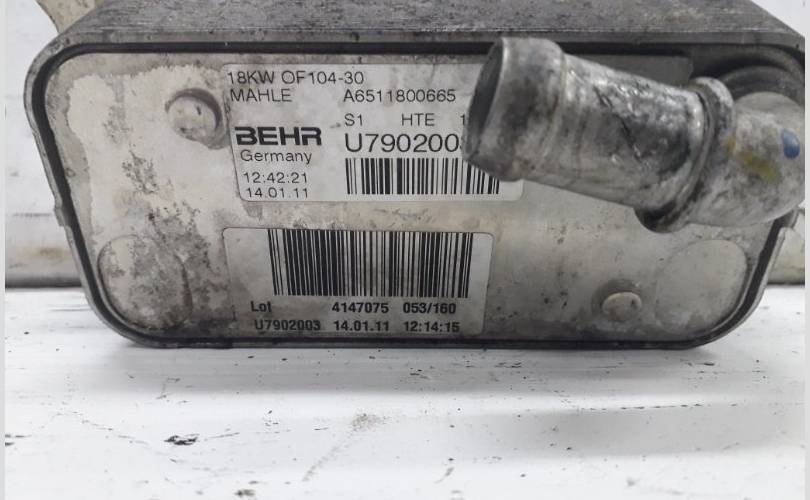 18KW OF104-30
MAHLE A6511800665
S1 HTE
BEHR
Germany
12:42:21
14.01.11
Lot 4147075 053/160
U7902003 14.01.11 12:14:15